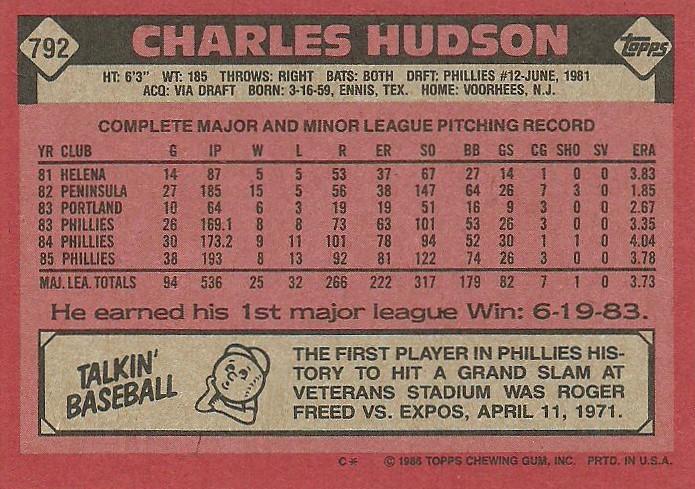 792
CHARLES HUDSON
Topps
HT: 6'3" WT: 185 THROWS: RIGHT BATS: BOTH DRFT: PHILLIES #12-JUNE, 1981
ACQ: VIA DRAFT BORN: 3-16-59, ENNIS, TEX. HOME: VOORHEES, N.J.
COMPLETE MAJOR AND MINOR LEAGUE PITCHING RECORD
YR CLUB G IP W L R ER SO BB GS CG SHO SV ERA
81 HELENA 14 87 5 5 53 37 67 27 14 1 0 0 3.83
82 PENINSULA 27 185 15 5 56 38 147 64 26 7 3 0 1.85
83 PORTLAND 10 64 6 3 19 19 51 16 9 3 0 0 2.67
83 PHILLIES 26 169.1 8 8 73 63 101 53 26 3 0 0 3.35
84 PHILLIES 30 173.2 9 11 101 78 94 52 30 1 1 0 4.04
85 PHILLIES 38 193 8 13 92 81 122 74 26 3 0 0 3.78
MAJ. LEA. TOTALS 94 536 25 32 266 222 317 179 82 7 1 0 3.73
He earned his 1st major league Win: 6-19-83.
TALKIN'
BASEBALL
THE FIRST PLAYER IN PHILLIES HIS-
TORY TO HIT A GRAND SLAM AT
VETERANS STADIUM WAS ROGER
FREED VS. EXPOS, APRIL 11, 1971.
C* © 1986 TOPPS CHEWING GUM, INC. PRTD. IN U.S.A.